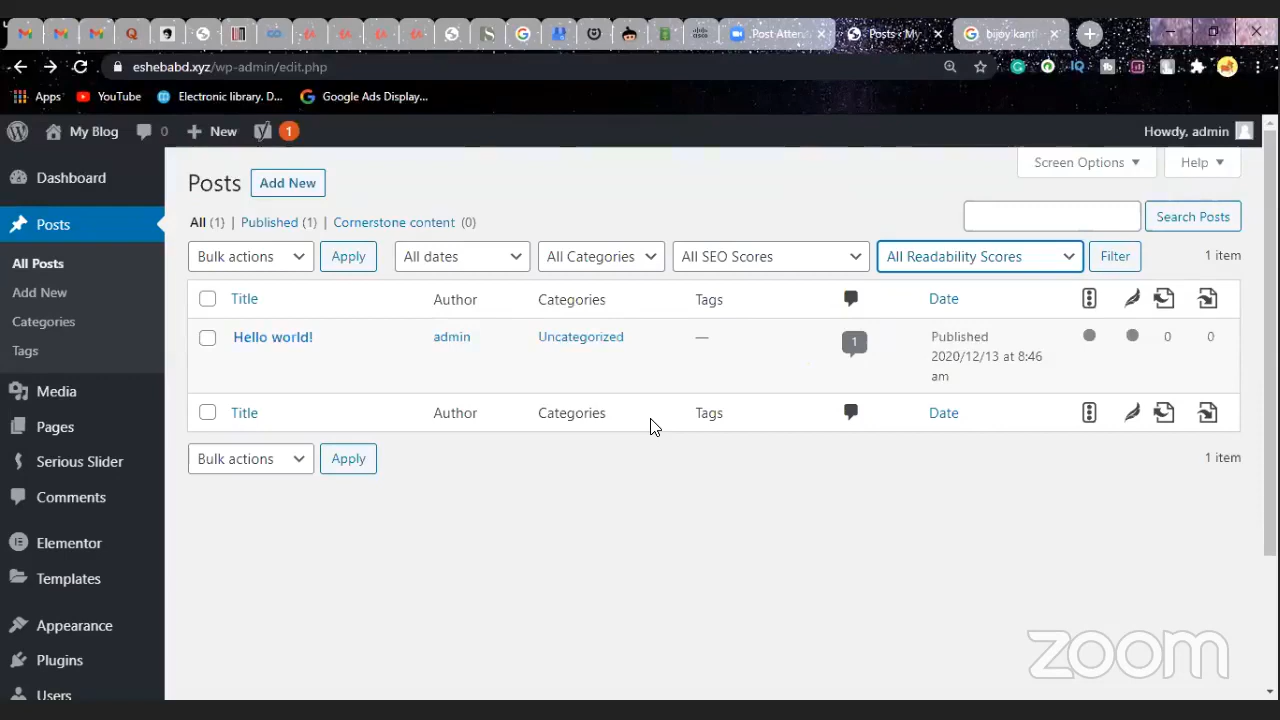 Post Atten
Posts ‹ My
bijoy kanti
eshebabd.xyz/wp-admin/edit.php
Apps YouTube Electronic library. D... Google Ads Display...
My Blog 0 New 1 Howdy, admin
Screen Options Help
Dashboard
Posts
All Posts
Add New
Categories
Tags
Media
Pages
Serious Slider
Comments
Elementor
Templates
Appearance
Plugins
Users
Posts Add New
All (1) | Published (1) | Cornerstone content (0)
Search Posts
Bulk actions Apply All dates All Categories All SEO Scores All Readability Scores Filter 1 item
Title Author Categories Tags Date
Hello world! admin Uncategorized — 1 Published 0 0
2020/12/13 at 8:46
am
Title Author Categories Tags Date
Bulk actions Apply 1 item
zoom